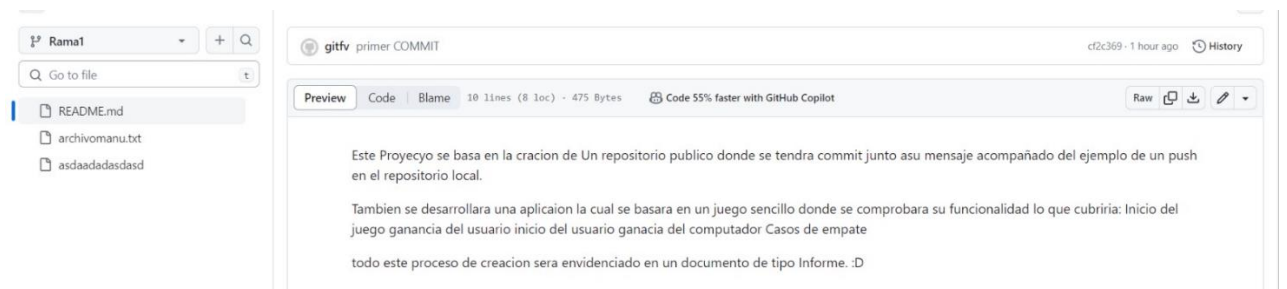 Rama1
gitfv primer COMMIT
cf2c369 · 1 hour ago History
Go to file t
Preview Code Blame 10 lines (8 loc) · 475 Bytes Code 55% faster with GitHub Copilot Raw
README.md
archivomanu.txt
asdaadadasdasd
Este Proyecyo se basa en la cracion de Un repositorio publico donde se tendra commit junto asu mensaje acompañado del ejemplo de un push
en el repositorio local.
Tambien se desarrollara una aplicaion la cual se basara en un juego sencillo donde se comprobara su funcionalidad lo que cubriria: Inicio del
juego ganancia del usuario inicio del usuario ganacia del computador Casos de empate
todo este proceso de creacion sera envidenciado en un documento de tipo Informe. :D